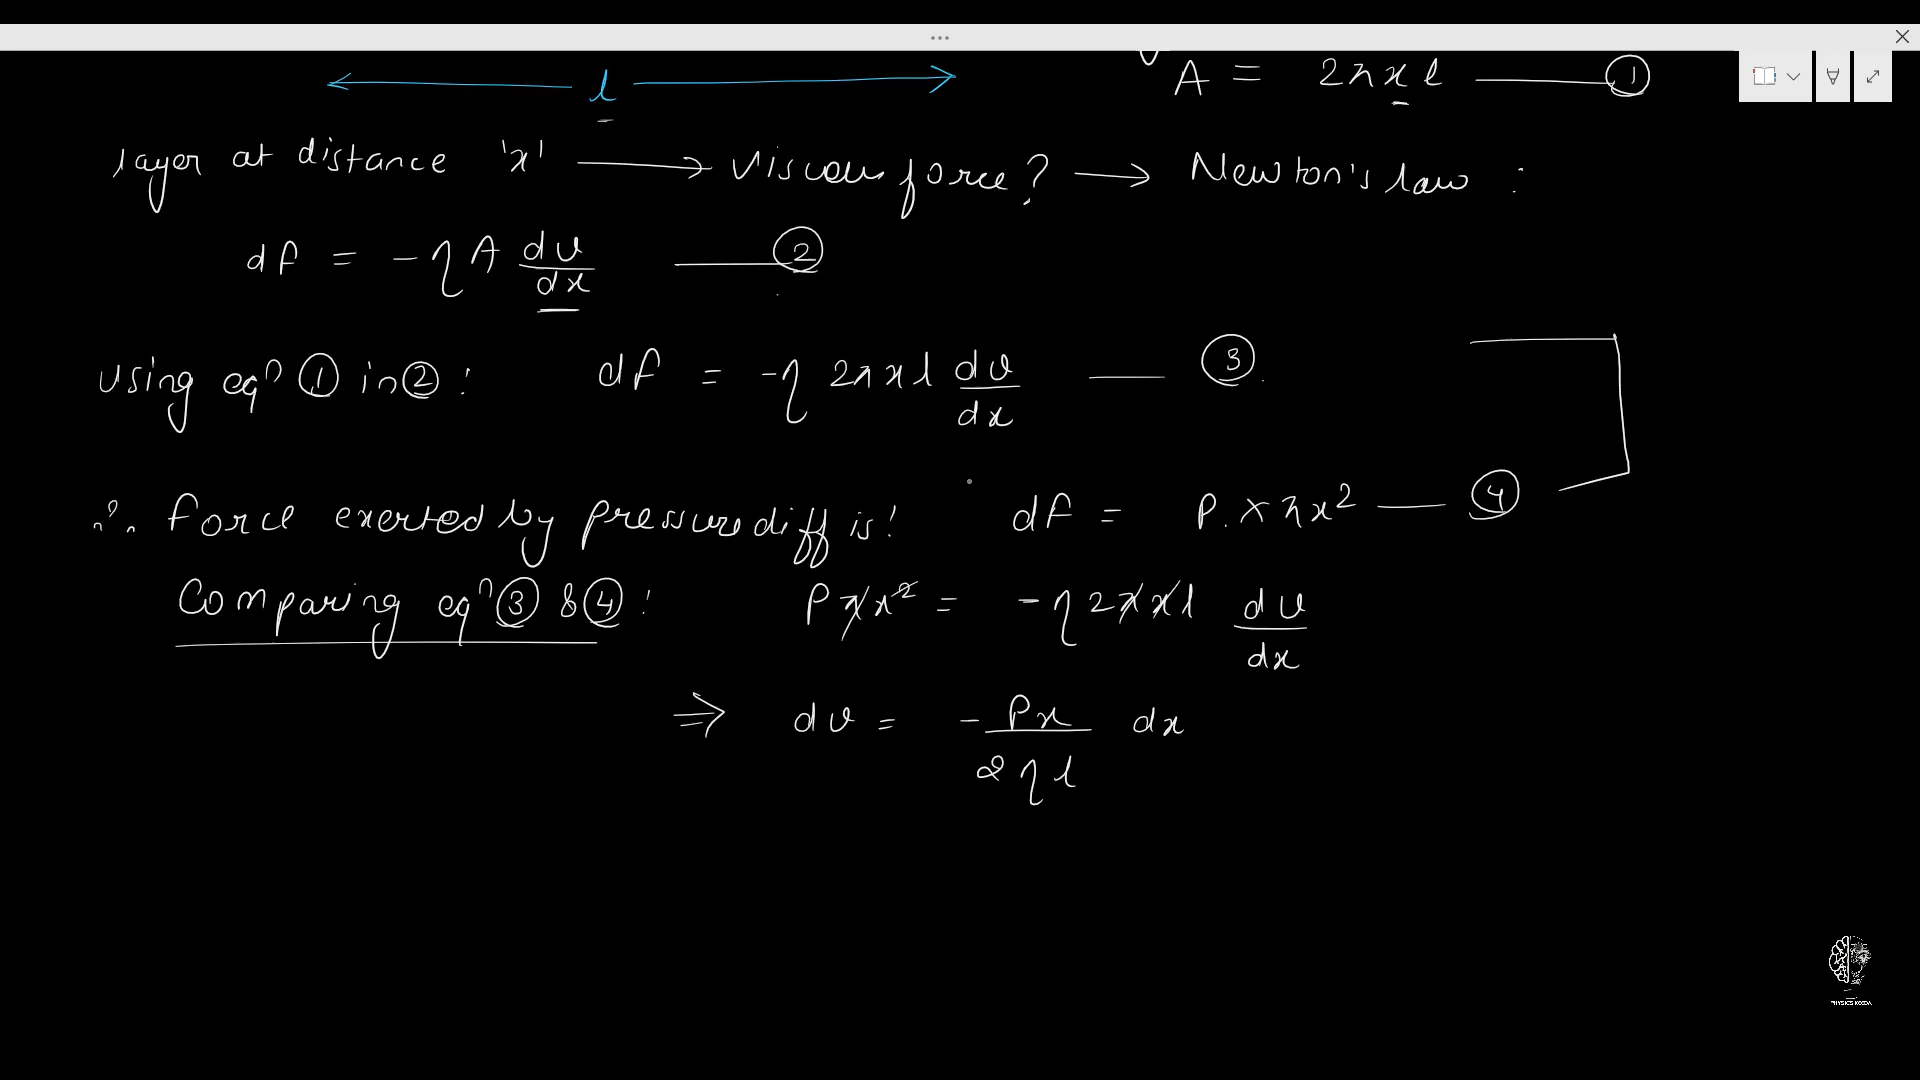 l A = 2πxl ——— ①
layer at distance 'x' → Viscous force? → Newton's law :
df = -ηA dv/dx ——— ②
using eqⁿ ① in ② : df = -η 2πxl dv/dx —— ③
∴ force exerted by pressure diff is : df = P. × πx² —— ④
Comparing eqⁿ ③ & ④ : Pπx² = -η2πxl dv/dx
⇒ dv = -Px/2ηl dx